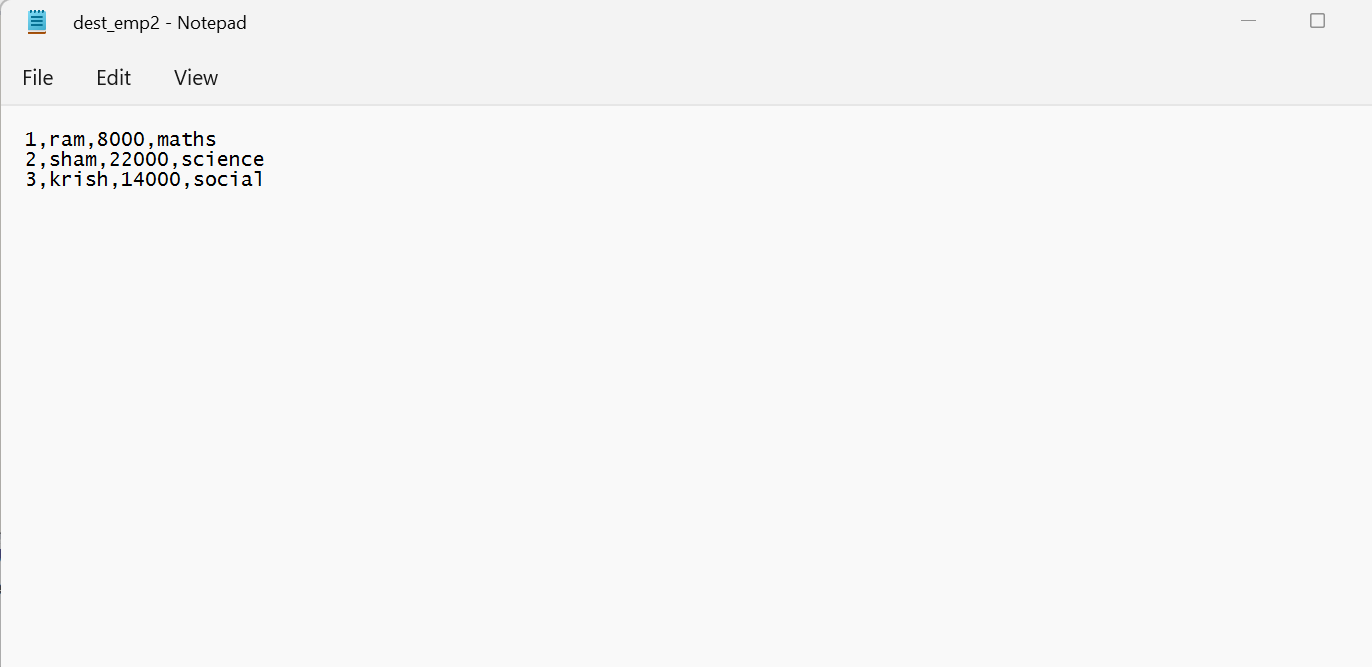 dest_emp2 - Notepad
File Edit View
1,ram,8000,maths
2,sham,22000,science
3,krish,14000,social